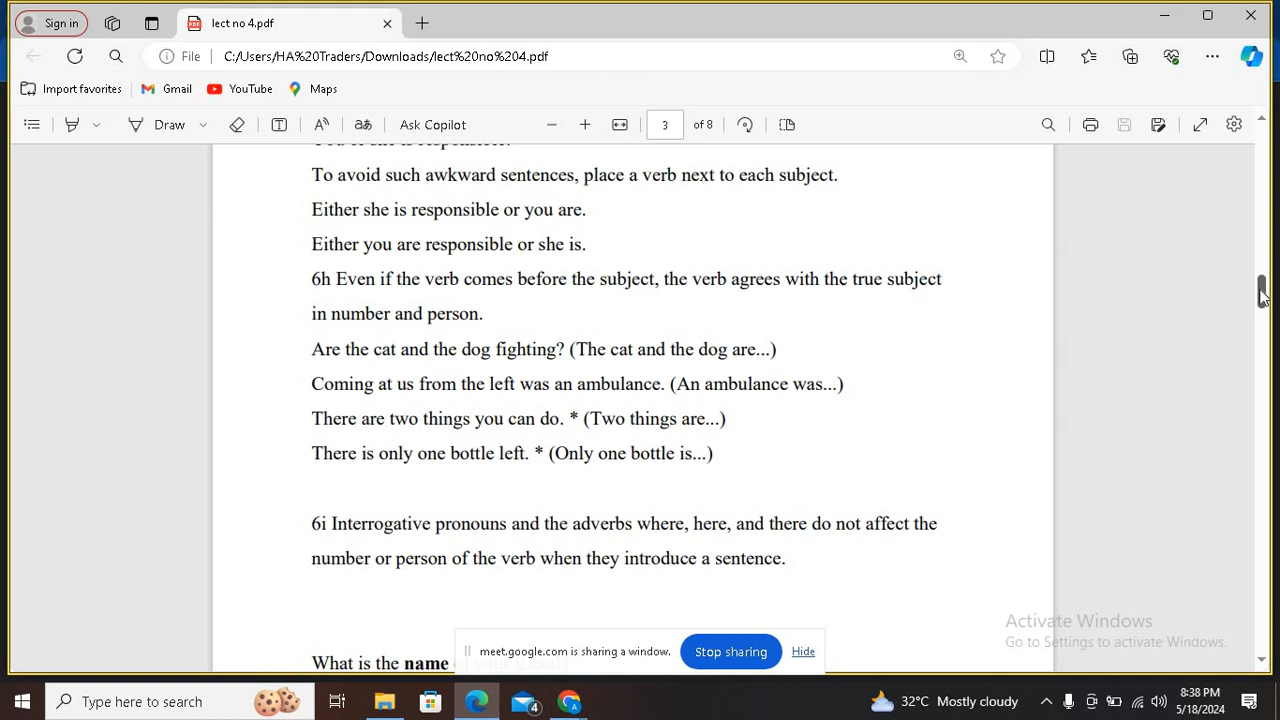 Sign in
lect no 4.pdf
File
C:/Users/HA%20Traders/Downloads/lect%20no%204.pdf
Import favorites
Gmail
YouTube
Maps
Draw
aあ
Ask Copilot
3
of 8
To avoid such awkward sentences, place a verb next to each subject.
Either she is responsible or you are.
Either you are responsible or she is.
6h Even if the verb comes before the subject, the verb agrees with the true subject
in number and person.
Are the cat and the dog fighting? (The cat and the dog are...)
Coming at us from the left was an ambulance. (An ambulance was...)
There are two things you can do. * (Two things are...)
There is only one bottle left. * (Only one bottle is...)
6i Interrogative pronouns and the adverbs where, here, and there do not affect the
number or person of the verb when they introduce a sentence.
What is the name
Activate Windows
Go to Settings to activate Windows.
meet.google.com is sharing a window.
Stop sharing
Hide
Type here to search
4
32°C Mostly cloudy
8:38 PM
5/18/2024